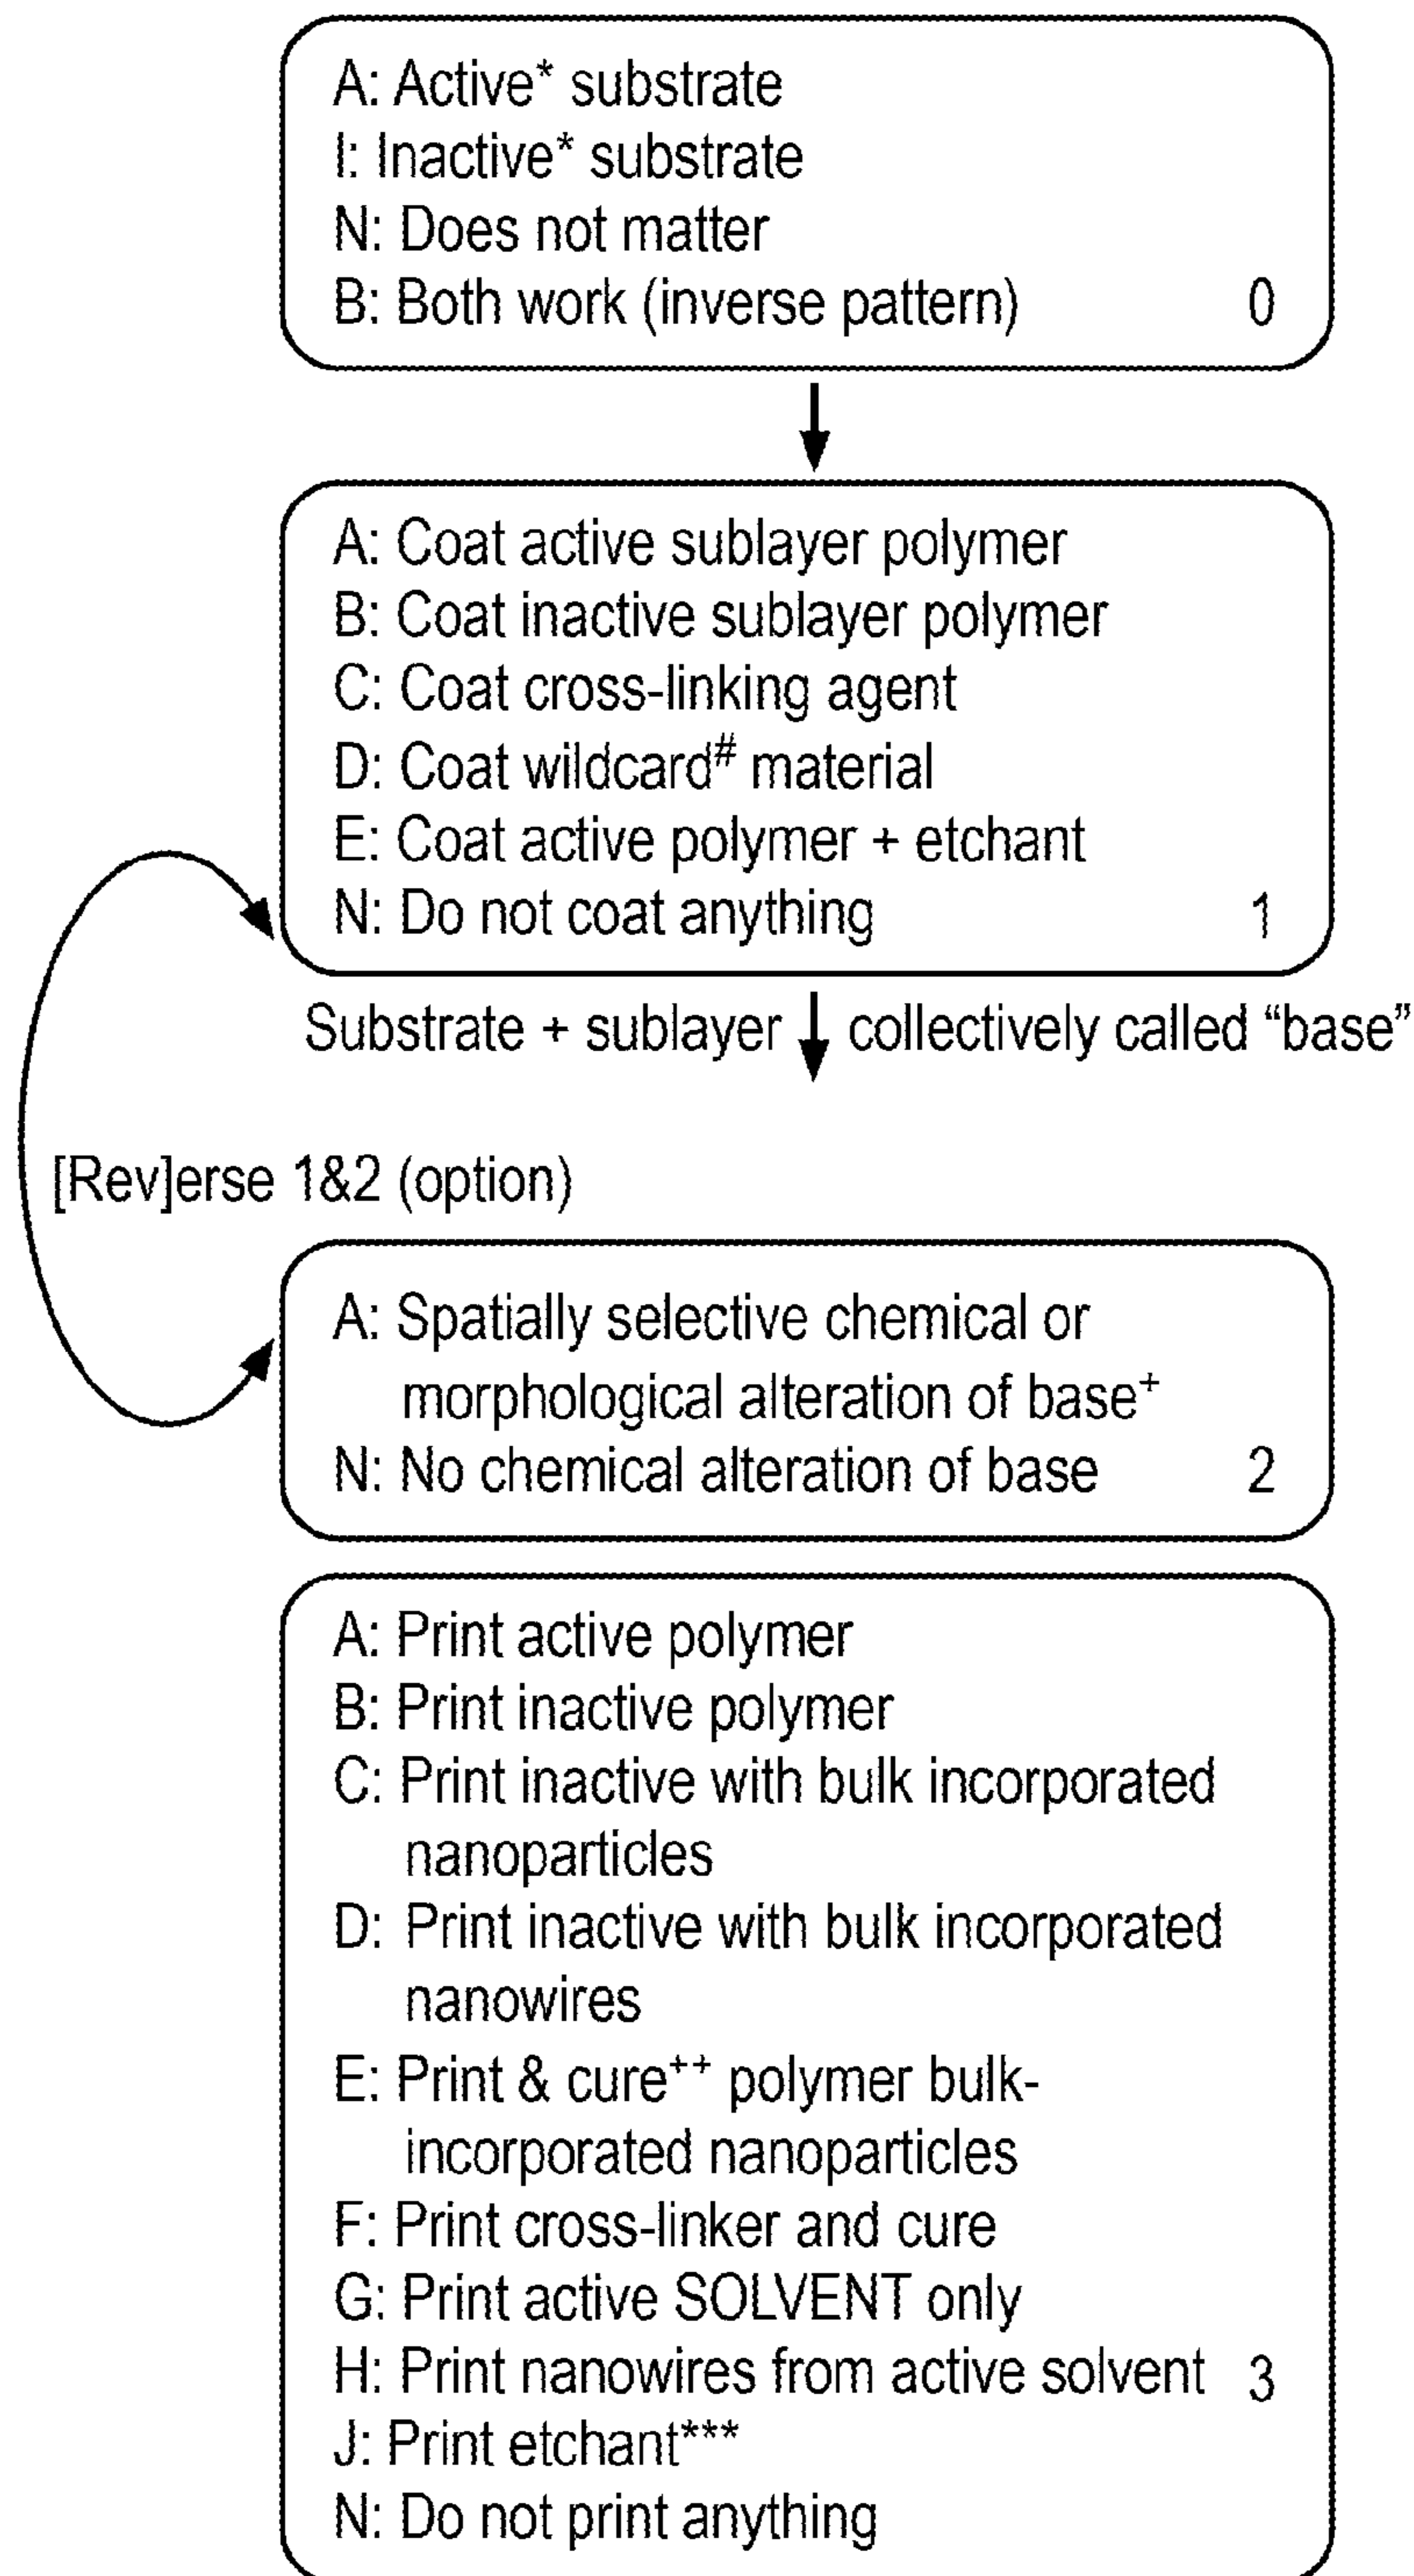 A: Active* substrate
I: Inactive* substrate
N: Does not matter
B: Both work (inverse pattern) 0
A: Coat active sublayer polymer
B: Coat inactive sublayer polymer
C: Coat cross-linking agent
D: Coat wildcard# material
E: Coat active polymer + etchant
N: Do not coat anything 1
Substrate + sublayer collectively called “base”
[Rev]erse 1&2 (option)
A: Spatially selective chemical or
morphological alteration of base+
N: No chemical alteration of base 2
A: Print active polymer
B: Print inactive polymer
C: Print inactive with bulk incorporated
nanoparticles
D: Print inactive with bulk incorporated
nanowires
E: Print & cure++ polymer bulk-
incorporated nanoparticles
F: Print cross-linker and cure
G: Print active SOLVENT only
H: Print nanowires from active solvent 3
J: Print etchant***
N: Do not print anything